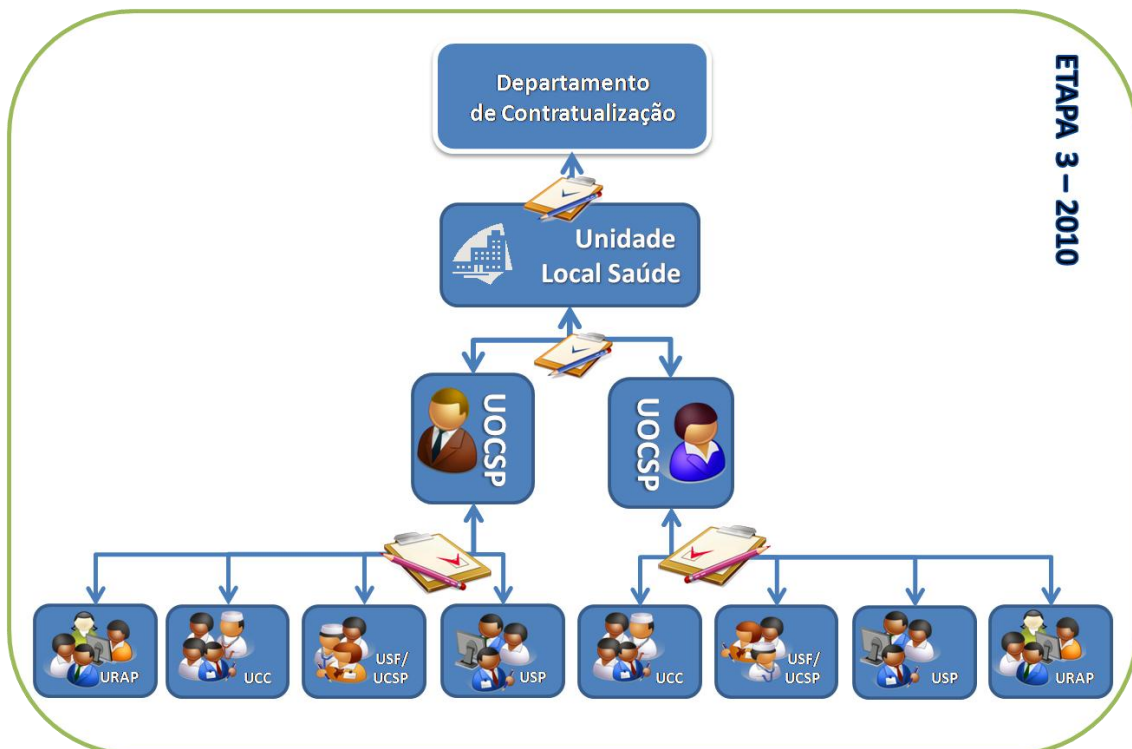 Departamento
de Contratualização
ETAPA 3 – 2010
Unidade
Local Saúde
UOCSP
UOCSP
URAP
UCC
USF/
UCSP
USP
UCC
USF/
UCSP
USP
URAP